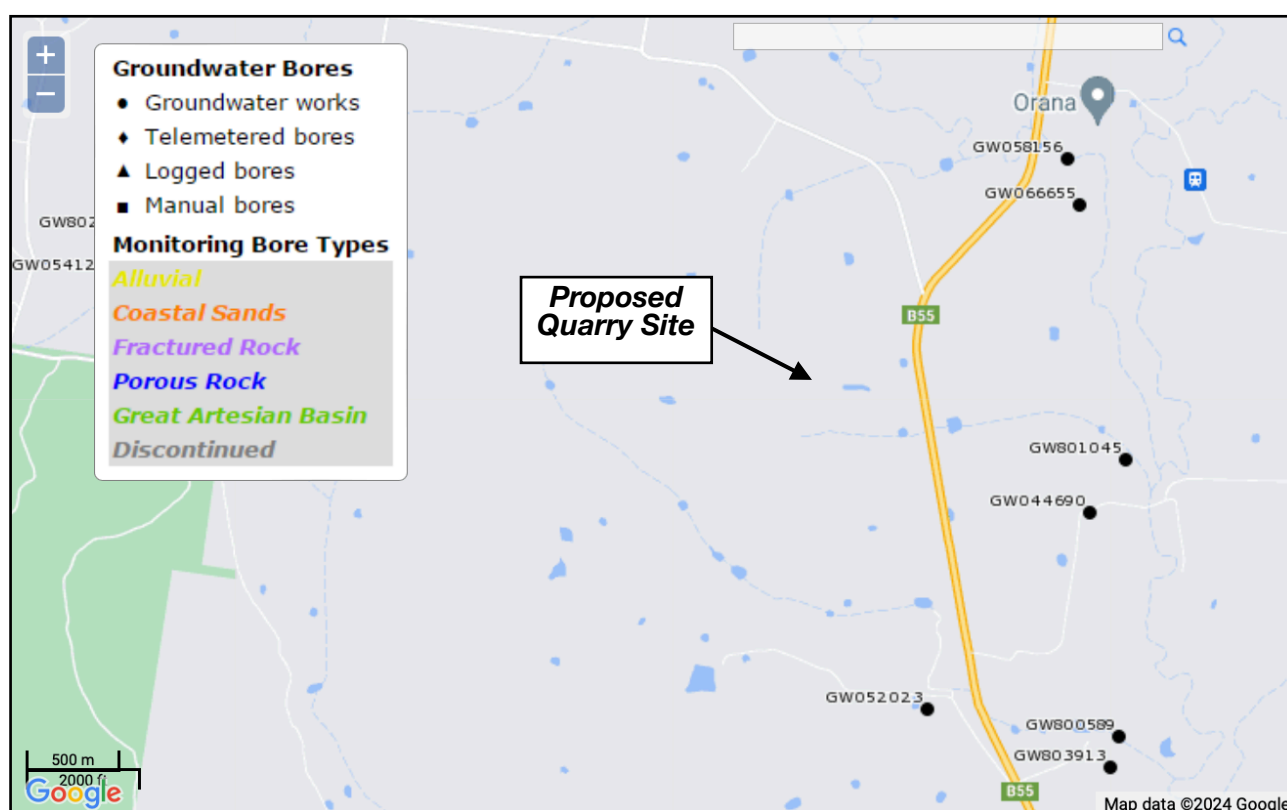 +
−
Groundwater Bores
Groundwater works
Telemetered bores
Logged bores
Manual bores
Monitoring Bore Types
Alluvial
Coastal Sands
Fractured Rock
Porous Rock
Great Artesian Basin
Discontinued
GW802
GW05412
Orana
GW058156
GW066655
Proposed
Quarry Site
B55
GW801045
GW044690
GW052023
GW800589
GW803913
B55
500 m
2000 ft
Google
Map data ©2024 Google